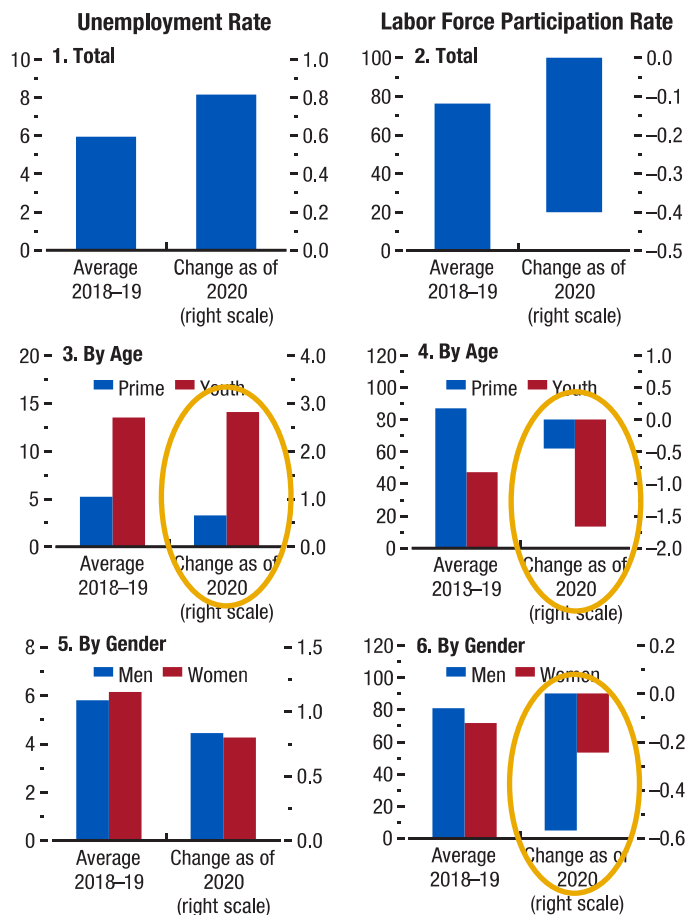 Unemployment Rate
1. Total
10
8
6
4
2
0
1.0
0.8
0.6
0.4
0.2
0.0
Average
2018–19
Change as of
2020
(right scale)
Labor Force Participation Rate
2. Total
100
80
60
40
20
0
0.0
–0.1
–0.2
–0.3
–0.4
–0.5
Average
2018–19
Change as of
2020
(right scale)
3. By Age
Prime
Youth
20
15
10
5
0
4.0
3.0
2.0
1.0
0.0
Average
2018–19
Change as of
2020
(right scale)
4. By Age
Prime
Youth
120
100
80
60
40
20
0
1.0
0.5
0.0
–0.5
–1.0
–1.5
–2.0
Average
2013–19
Change as of
2020
(right scale)
5. By Gender
Men
Women
8
6
4
2
0
1.5
1.0
0.5
0.0
Average
2018–19
Change as of
2020
(right scale)
6. By Gender
Men
Women
120
100
80
60
40
20
0
0.2
0.0
–0.2
–0.4
–0.6
Average
2018–19
Change as of
2020
(right scale)